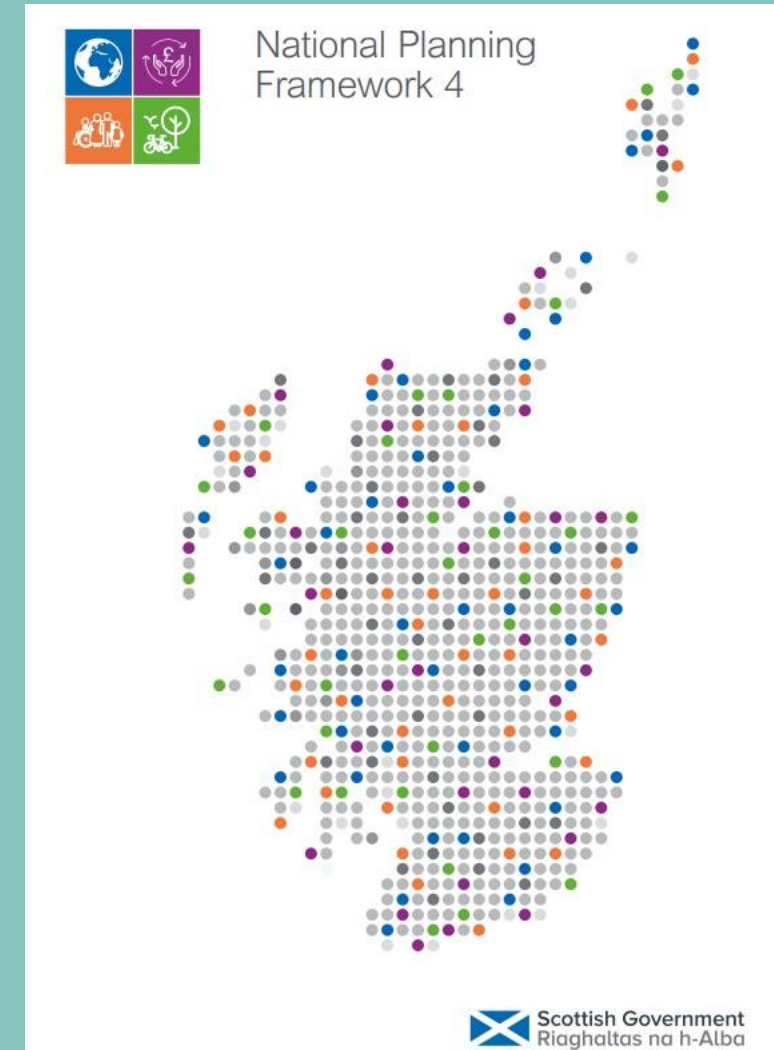 £
National Planning
Framework 4
Scottish Government
Riaghaltas na h-Alba